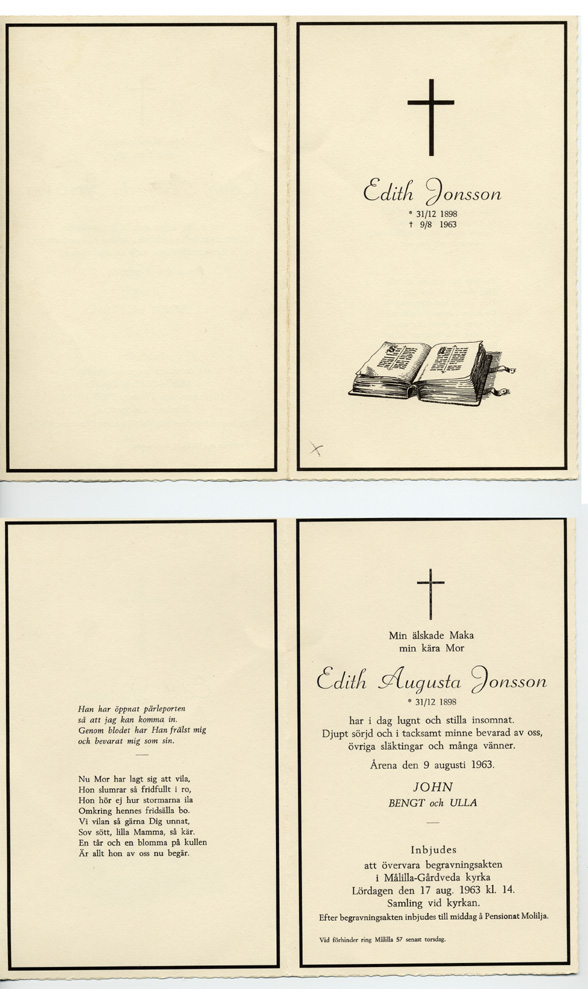 Edith Jonsson
* 31/12 1898
† 9/8 1963
Han har öppnat pärleporten
så att jag kan komma in.
Genom blodet har Han frälst mig
och bevarat mig som sin.
Nu Mor har lagt sig att vila,
Hon slumrar så fridfullt i ro,
Hon hör ej hur stormarna ila
Omkring hennes fridsälla bo.
Vi vilan så gärna Dig unnat,
Sov sött, lilla Mamma, så kär.
En tår och en blomma på kullen
Är allt hon av oss nu begär.
Min älskade Maka
min kära Mor
Edith Augusta Jonsson
* 31/12 1898
har i dag lugnt och stilla insomnat.
Djupt sörjd och i tacksamt minne bevarad av oss,
övriga släktingar och många vänner.
Årena den 9 augusti 1963.
JOHN
BENGT och ULLA
Inbjudes
att övervara begravningsakten
i Målilla-Gårdveda kyrka
Lördagen den 17 aug. 1963 kl. 14.
Samling vid kyrkan.
Efter begravningsakten inbjudes till middag å Pensionat Molilja.
Vid förhinder ring Målilla 57 senast torsdag.